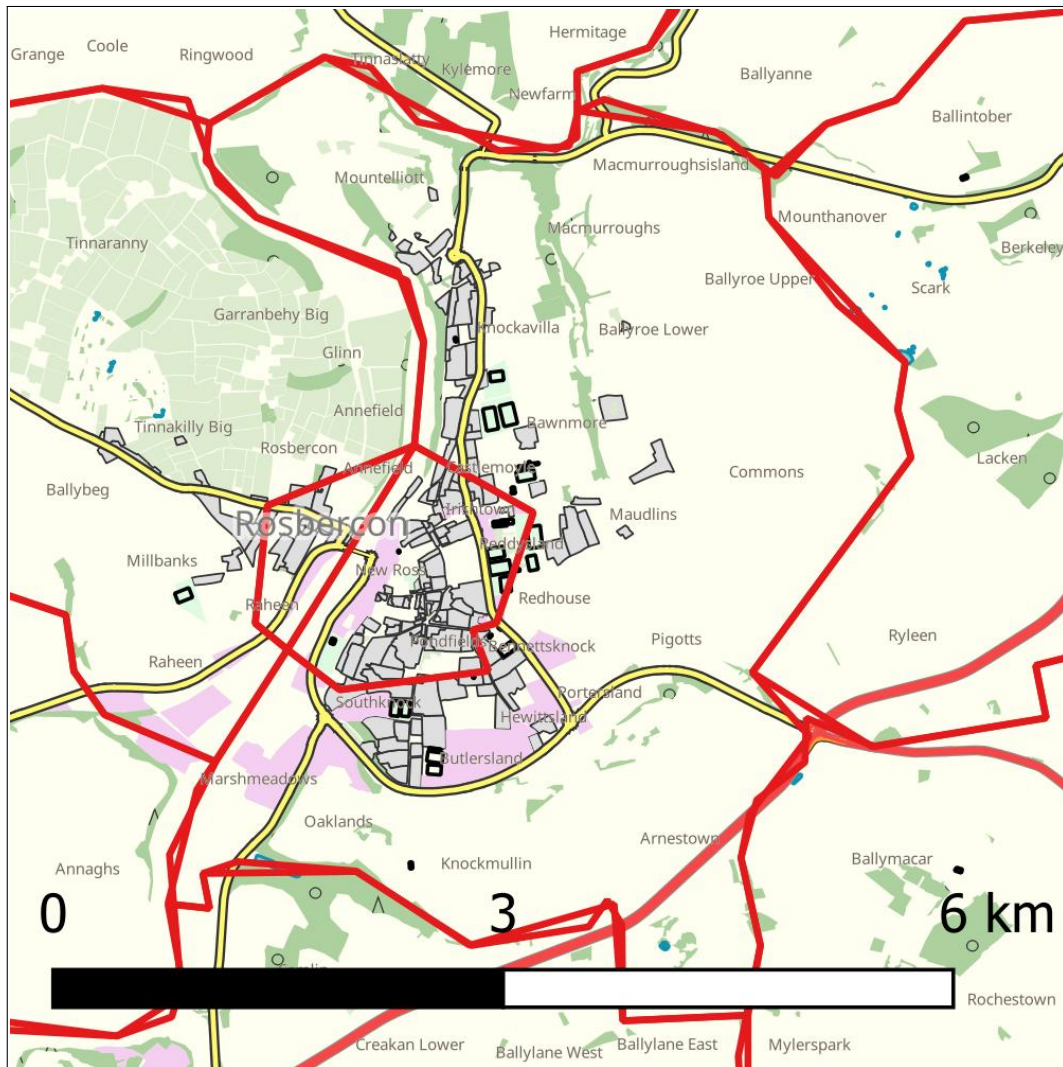 Hermitage
Coole
Grange
Ringwood
Tinnaslatty
Kylemore
Ballyanne
Newfarm
Ballintober
Macmurroughsisland
Mountelliott
Mounthanover
Macmurroughs
Tinnaranny
Berkeley
Ballyroe Upper
Scark
Garranbehy Big
Knockavilla
Ballyroe Lower
Glinn
Annefield
Tinnakilly Big
Bawnmore
Rosbercon
Lacken
Annefield
Castlemoyle
Commons
Ballybeg
Irishtown
Maudlins
Rosbercon
Reddysland
Millbanks
New Ross
Redhouse
Raheen
Ryleen
Pondfields
Bennettsknock
Pigotts
Raheen
Portersland
Southknock
Hewittsland
Butlersland
Marshmeadows
Oaklands
Arnestown
Annaghs
Knockmullin
Ballymacar
0 3 6 km
Rochestown
Creakan Lower
Ballylane West
Ballylane East
Mylerspark